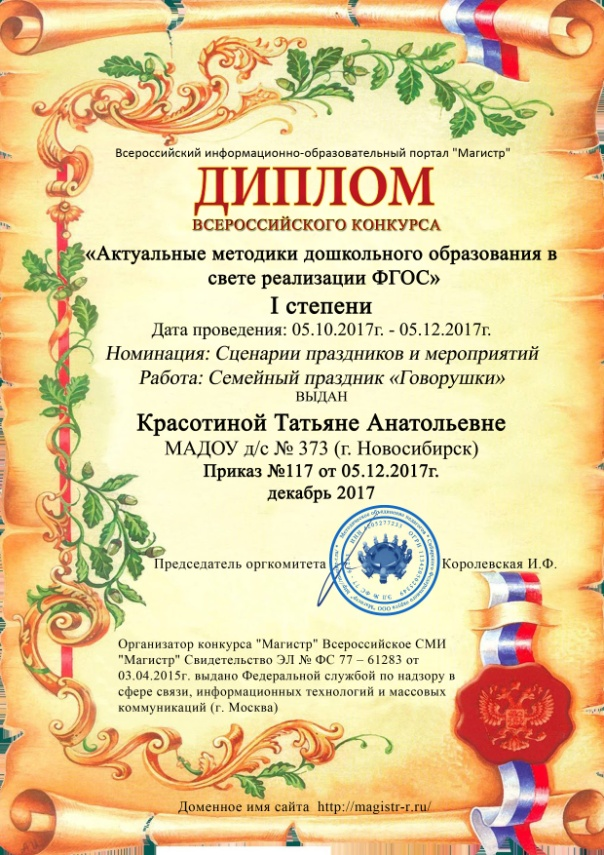 Всероссийский информационно-образовательный портал "Магистр"
ДИПЛОМ
ВСЕРОССИЙСКОГО КОНКУРСА
«Актуальные методики дошкольного образования в
свете реализации ФГОС»
I степени
Дата проведения: 05.10.2017г. - 05.12.2017г.
Номинация: Сценарии праздников и мероприятий
Работа: Семейный праздник «Говорушки»
ВЫДАН
Красотиной Татьяне Анатольевне
МАДОУ д/с № 373 (г. Новосибирск)
Приказ №117 от 05.12.2017г.
декабрь 2017
Председатель оргкомитета Королевская И.Ф.
Организатор конкурса "Магистр" Всероссийское СМИ
"Магистр" Свидетельство ЭЛ № ФС 77 – 61283 от
03.04.2015г. выдано Федеральной службой по надзору в
сфере связи, информационных технологий и массовых
коммуникаций (г. Москва)
Доменное имя сайта http://magistr-r.ru/